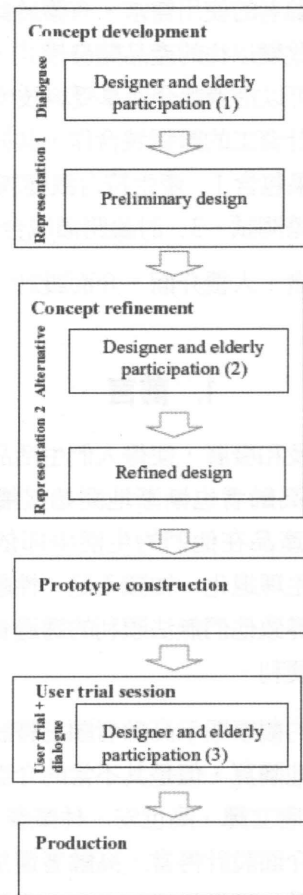 Concept development
Dialoguee
Designer and elderly
participation (1)
Representation 1
Preliminary design
Concept refinement
Alternative
Designer and elderly
participation (2)
Representation 2
Refined design
Prototype construction
User trial session
User trial +
dialogue
Designer and elderly
participation (3)
Production